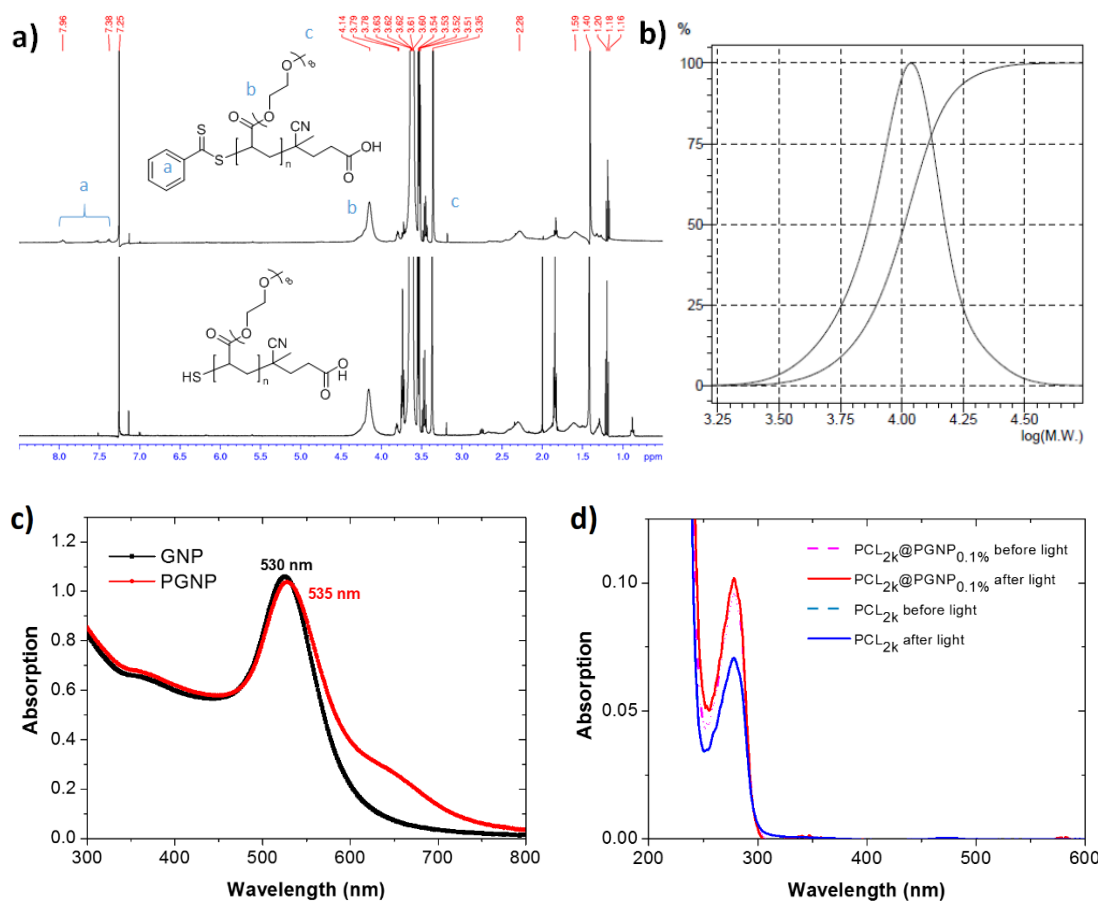 a)
7.96
7.38
7.25
4.14
3.79
3.78
3.63
3.62
3.62
3.61
3.60
3.54
3.53
3.52
3.51
3.35
2.28
1.59
1.40
1.20
1.18
1.16
c
O
8
b
O
O
S
CN
O
S
[
]
n
OH
a
a
b
c
O
8
O
O
CN
O
HS
[
]
n
O
H
8.0 7.5 7.0 6.5 6.0 5.5 5.0 4.5 4.0 3.5 3.0 2.5 2.0 1.5 1.0 ppm
b)
%
100
75
50
25
0
3.25 3.50 3.75 4.00 4.25 4.50
log(M.W.)
c)
GNP
PGNP
530 nm
535 nm
1.2
1.0
0.8
0.6
0.4
0.2
0.0
300 400 500 600 700 800
Absorption
Wavelength (nm)
d)
PCL2k@PGNP0.1% before light
PCL2k@PGNP0.1% after light
PCL2k before light
PCL2k after light
0.10
0.05
0.00
200 300 400 500 600
Absorption
Wavelength (nm)